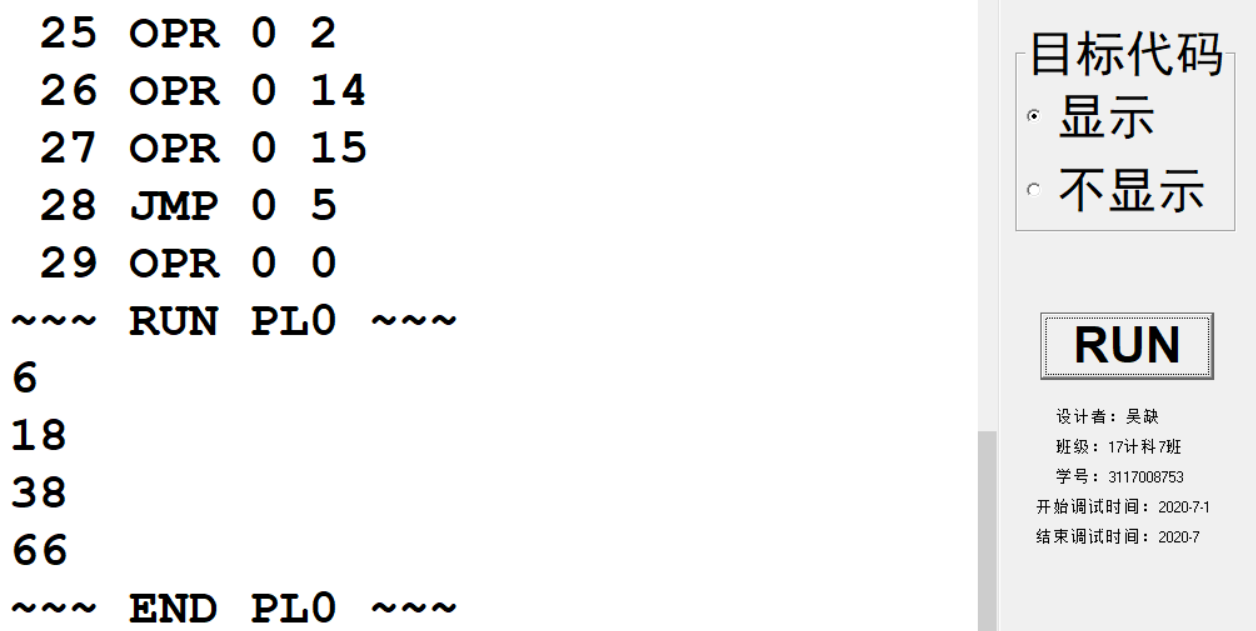 25 OPR 0 2
26 OPR 0 14
27 OPR 0 15
28 JMP 0 5
29 OPR 0 0
~~~ RUN PL0 ~~~
6
18
38
66
~~~ END PL0 ~~~
目标代码
显示
不显示
RUN
设计者：吴缺
班级：17计科7班
学号：3117008753
开始调试时间：2020-7-1
结束调试时间：2020-7